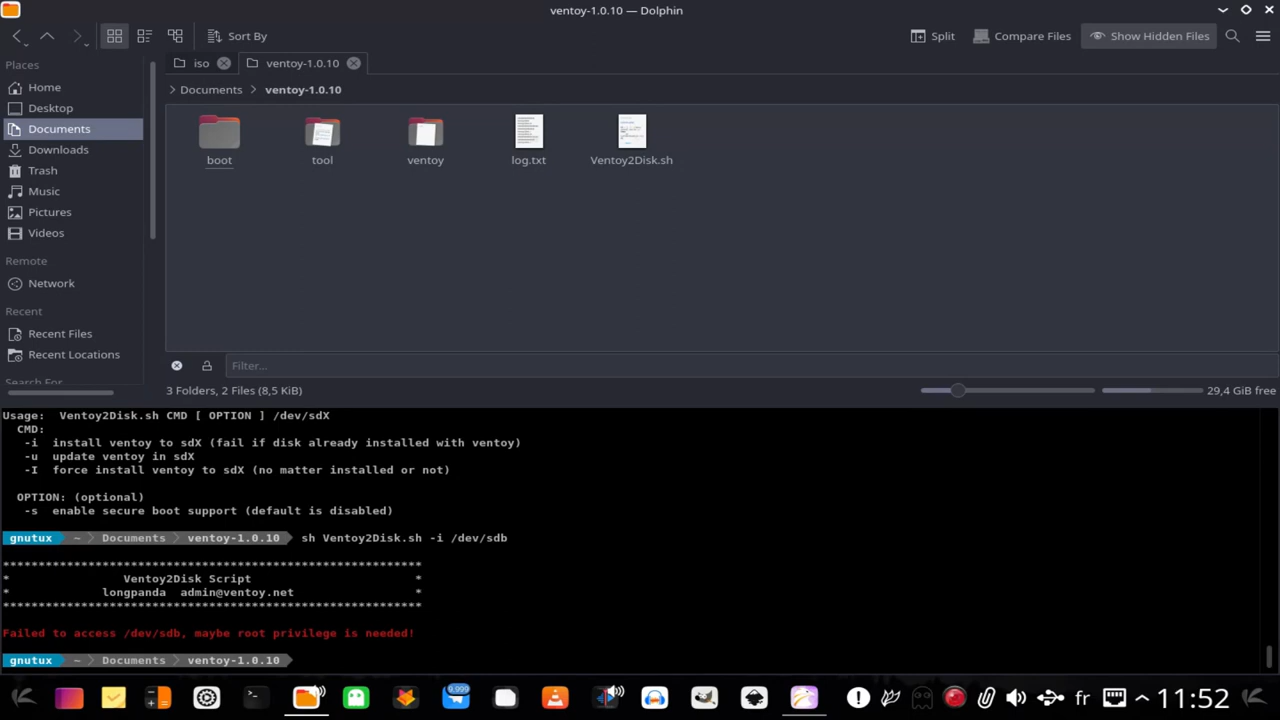 ventoy-1.0.10 — Dolphin
Sort By
Split
Compare Files
Show Hidden Files
Places
iso
ventoy-1.0.10
Home
Documents
ventoy-1.0.10
Desktop
Documents
Downloads
Trash
Music
Pictures
Videos
Remote
Network
Recent
Recent Files
Recent Locations
Search For
boot
tool
ventoy
log.txt
Ventoy2Disk.sh
Filter...
3 Folders, 2 Files (8,5 KiB)
29,4 GiB free
Usage:  Ventoy2Disk.sh CMD [ OPTION ] /dev/sdX
CMD:
-i  install ventoy to sdX (fail if disk already installed with ventoy)
-u  update ventoy in sdX
-I  force install ventoy to sdX (no matter installed or not)
OPTION: (optional)
-s  enable secure boot support (default is disabled)
gnutux  ~  Documents  ventoy-1.0.10  sh Ventoy2Disk.sh -i /dev/sdb
**********************************************************
*                Ventoy2Disk Script                       *
*             longpanda  admin@ventoy.net                 *
**********************************************************
Failed to access /dev/sdb, maybe root privilege is needed!
gnutux  ~  Documents  ventoy-1.0.10
9,999
fr
11:52